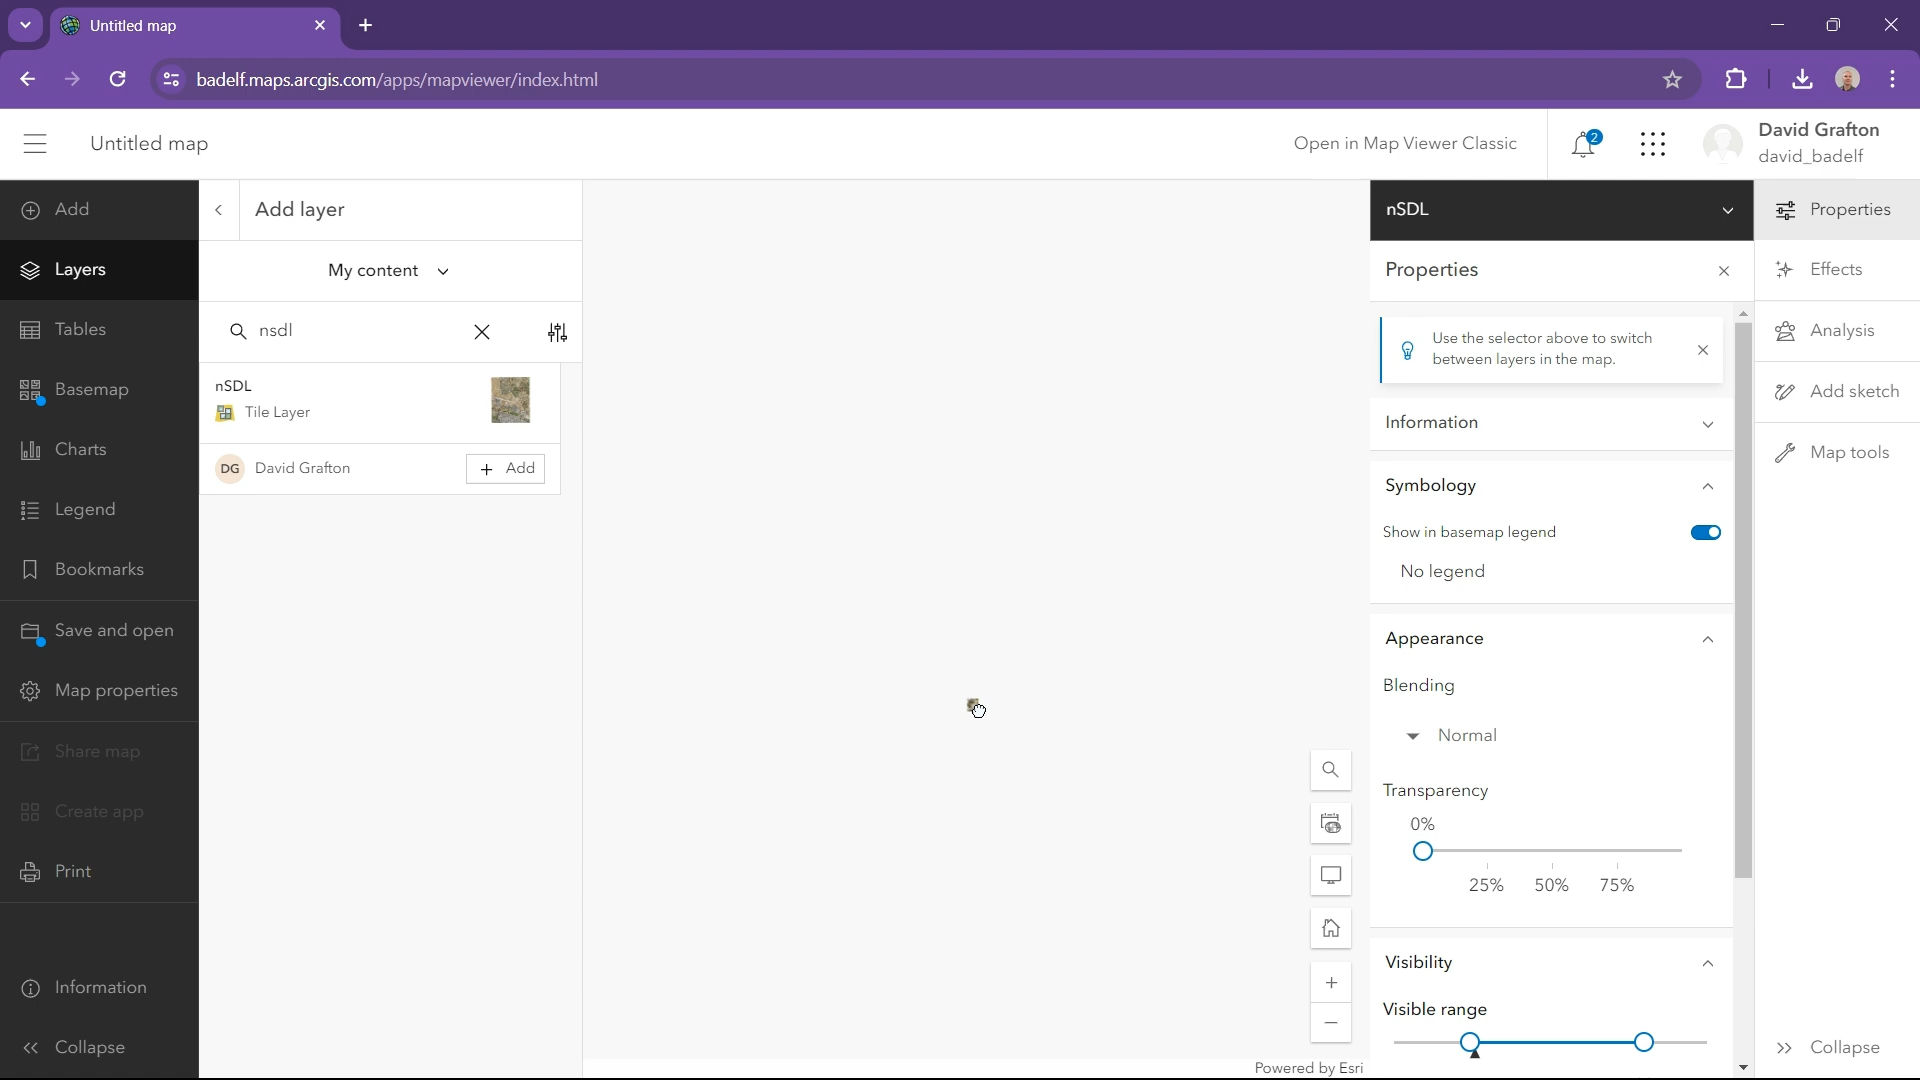 Untitled map
badelf.maps.arcgis.com/apps/mapviewer/index.html
Untitled map
Open in Map Viewer Classic
2
David Grafton
david_badelf
Add
Layers
Tables
Basemap
Charts
Legend
Bookmarks
Save and open
Map properties
Share map
Create app
Print
Information
Collapse
Add layer
My content
nsdl
nSDL
Tile Layer
DG David Grafton
Add
Powered by Esri
nSDL
Properties
Use the selector above to switch
between layers in the map.
Information
Symbology
Show in basemap legend
No legend
Appearance
Blending
Normal
Transparency
0%
25% 50% 75%
Visibility
Visible range
Properties
Effects
Analysis
Add sketch
Map tools
Collapse